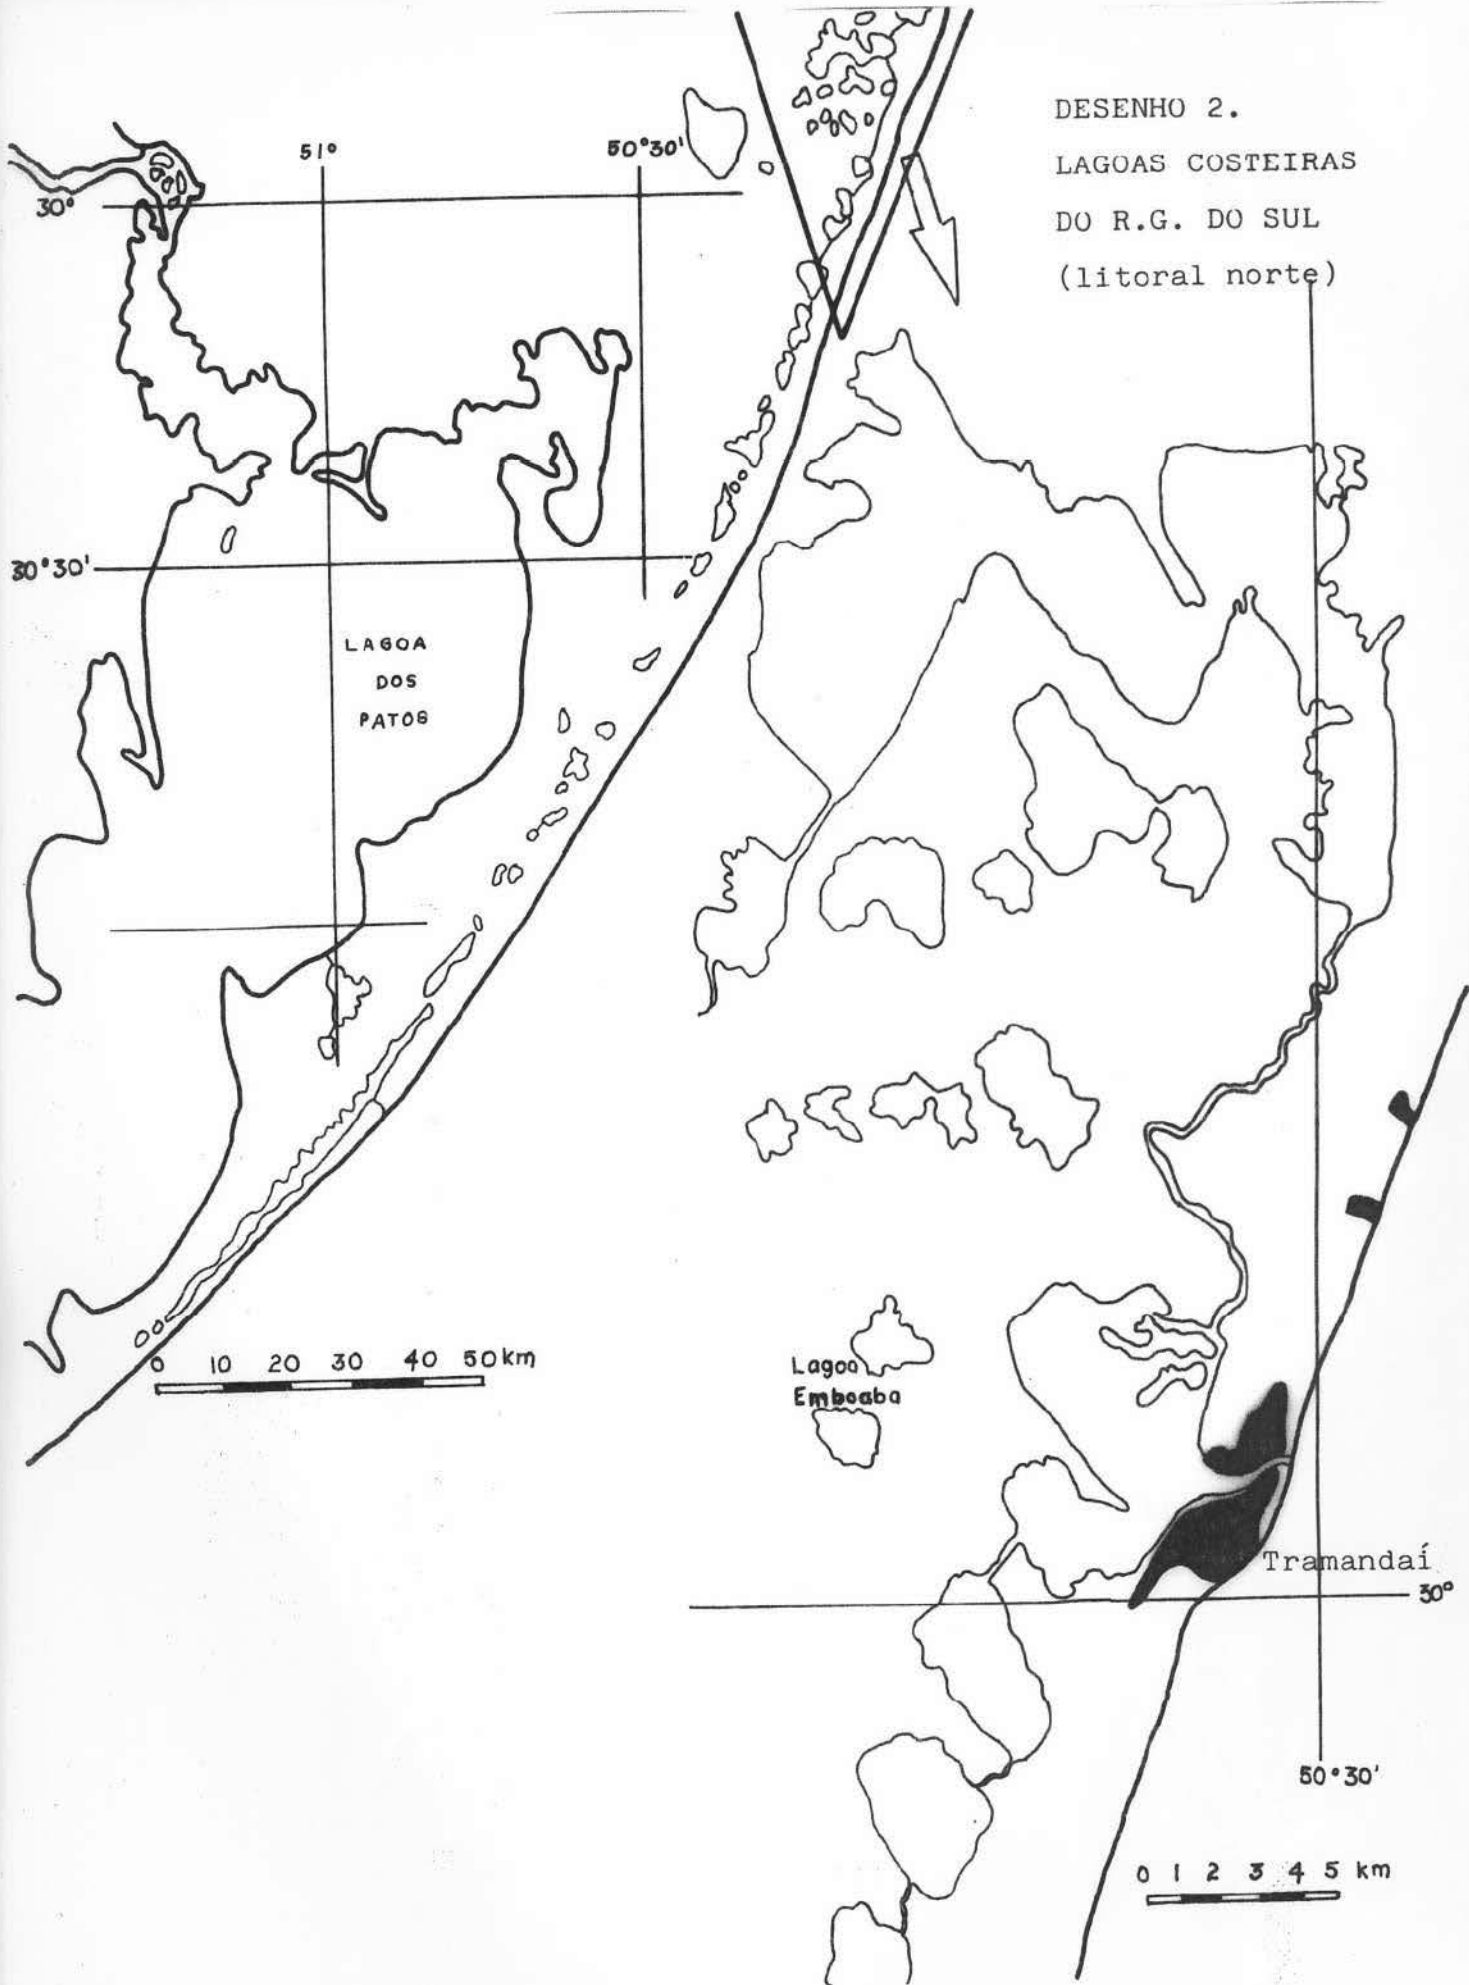 DESENHO 2.
LAGOAS COSTEIRAS
DO R.G. DO SUL
(litoral norte)
51°
50°30'
30°
30°30'
LAGOA
DOS
PATOS
0 10 20 30 40 50 km
Lagoa
Emboaba
Tramandaí
30°
50°30'
0 1 2 3 4 5 km